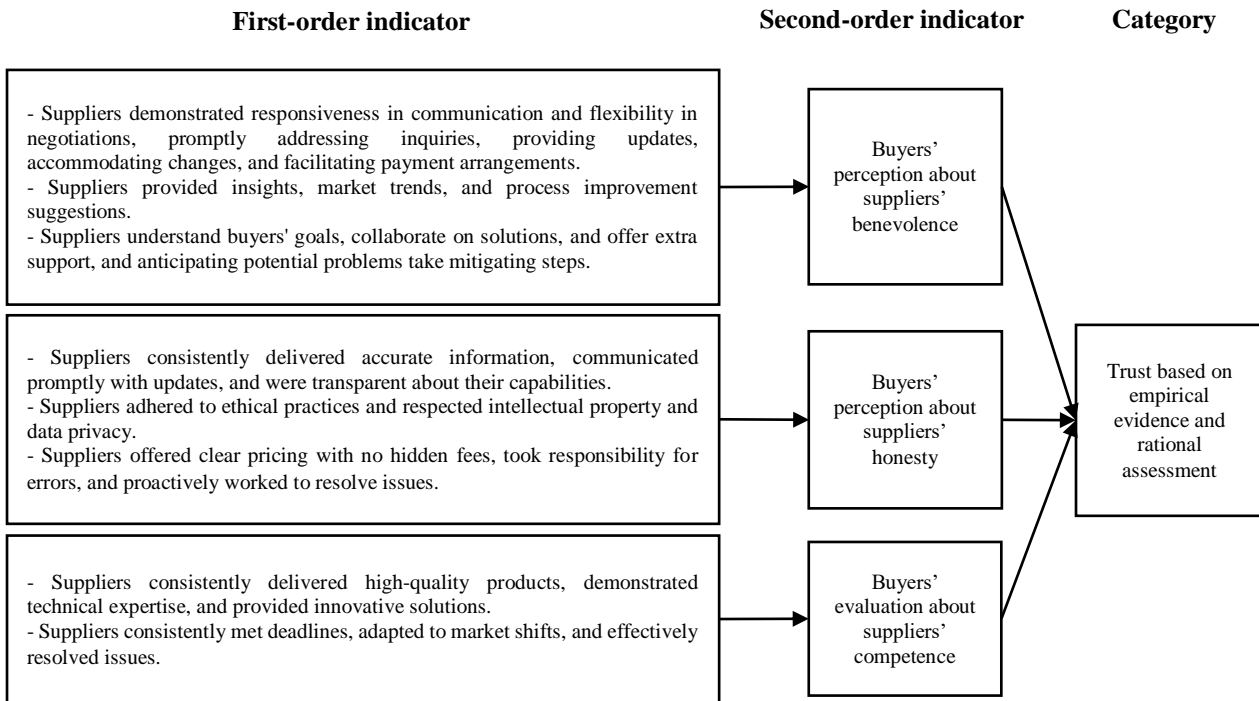 First-order indicator
Second-order indicator
Category
- Suppliers demonstrated responsiveness in communication and flexibility in
negotiations, promptly addressing inquiries, providing updates,
accommodating changes, and facilitating payment arrangements.
- Suppliers provided insights, market trends, and process improvement
suggestions.
- Suppliers understand buyers' goals, collaborate on solutions, and offer extra
support, and anticipating potential problems take mitigating steps.
Buyers’
perception about
suppliers’
benevolence
- Suppliers consistently delivered accurate information, communicated
promptly with updates, and were transparent about their capabilities.
- Suppliers adhered to ethical practices and respected intellectual property and
data privacy.
- Suppliers offered clear pricing with no hidden fees, took responsibility for
errors, and proactively worked to resolve issues.
Buyers’
perception about
suppliers’
honesty
Trust based on
empirical
evidence and
rational
assessment
- Suppliers consistently delivered high-quality products, demonstrated
technical expertise, and provided innovative solutions.
- Suppliers consistently met deadlines, adapted to market shifts, and effectively
resolved issues.
Buyers’
evaluation about
suppliers’
competence